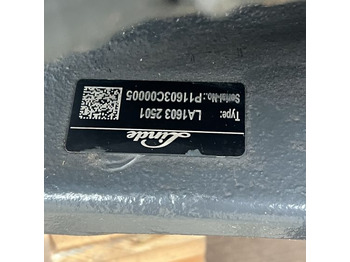 Linde
Type: LA1603 2501
Serial-No.: P11603C00005